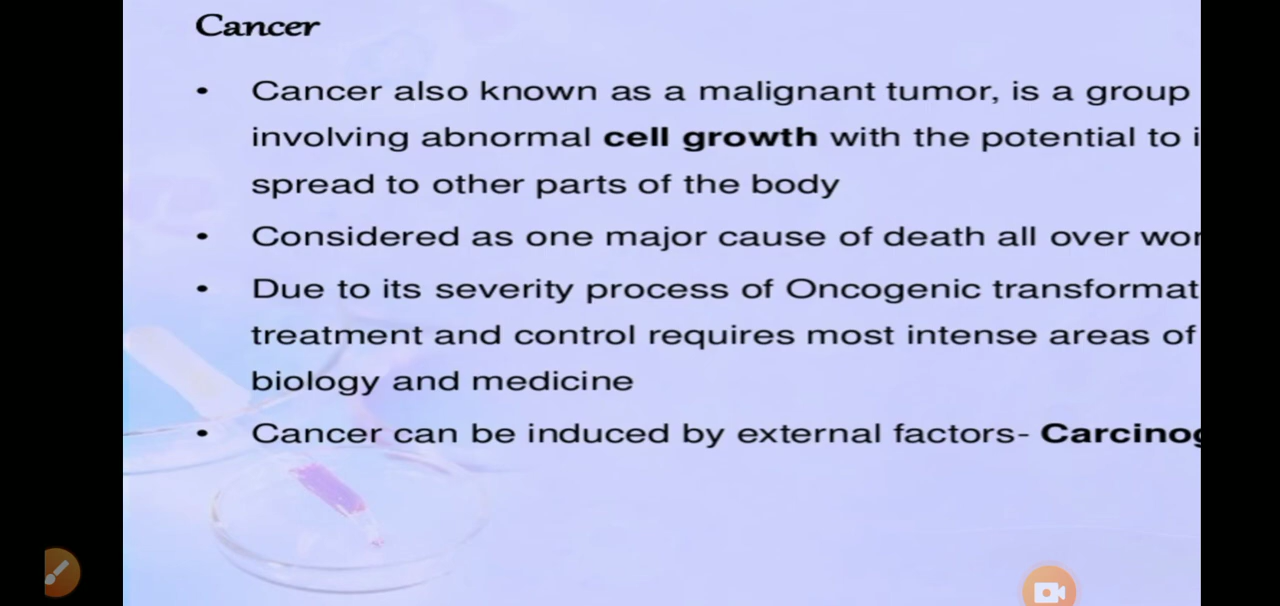 Cancer
• Cancer also known as a malignant tumor, is a group
involving abnormal cell growth with the potential to
spread to other parts of the body
• Considered as one major cause of death all over
• Due to its severity process of Oncogenic
treatment and control requires most intense areas of
biology and medicine
• Cancer can be induced by external factors-